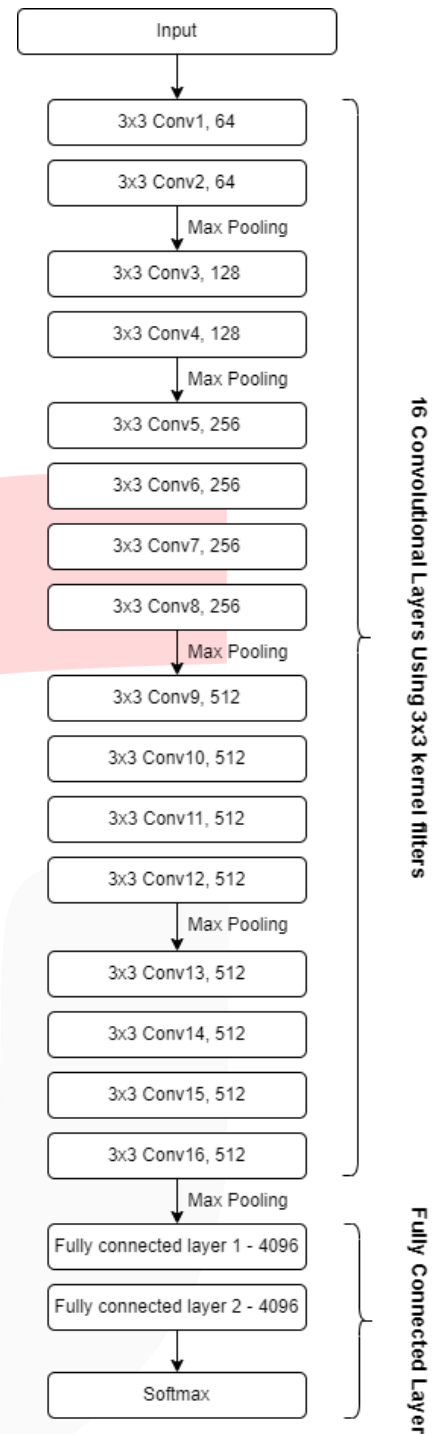 Input
3x3 Conv1, 64
3x3 Conv2, 64
Max Pooling
3x3 Conv3, 128
3x3 Conv4, 128
Max Pooling
3x3 Conv5, 256
3x3 Conv6, 256
3x3 Conv7, 256
3x3 Conv8, 256
Max Pooling
3x3 Conv9, 512
3x3 Conv10, 512
3x3 Conv11, 512
3x3 Conv12, 512
Max Pooling
3x3 Conv13, 512
3x3 Conv14, 512
3x3 Conv15, 512
3x3 Conv16, 512
Max Pooling
Fully connected layer 1 - 4096
Fully connected layer 2 - 4096
Softmax
16 Convolutional Layers Using 3x3 kernel filters
Fully Connected Layer